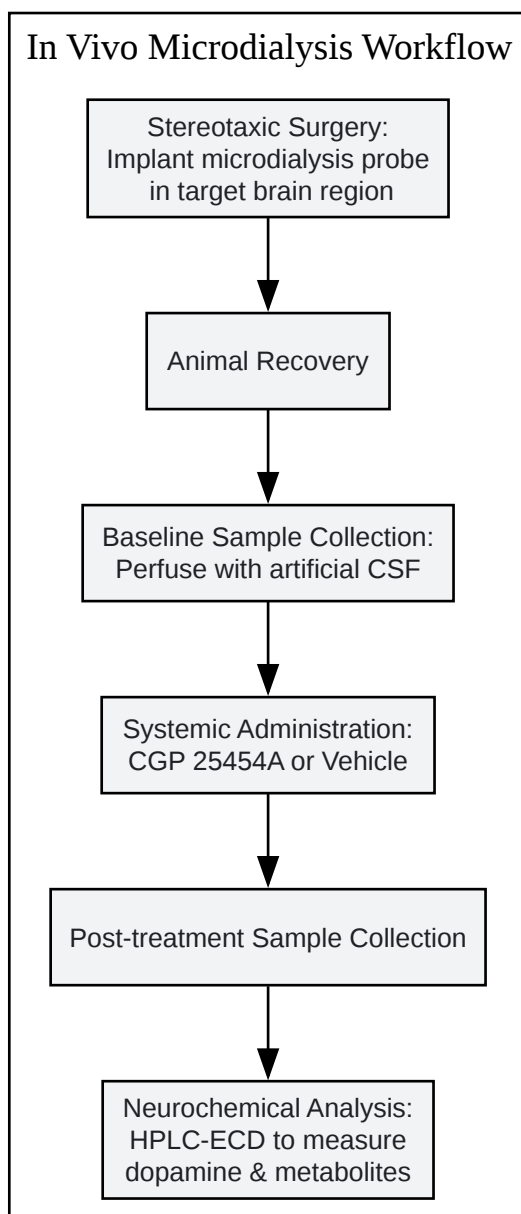 In Vivo Microdialysis Workflow
Stereotaxic Surgery:
Implant microdialysis probe
in target brain region
Animal Recovery
Baseline Sample Collection:
Perfuse with artificial CSF
Systemic Administration:
CGP 25454A or Vehicle
Post-treatment Sample Collection
Neurochemical Analysis:
HPLC-ECD to measure
dopamine & metabolites